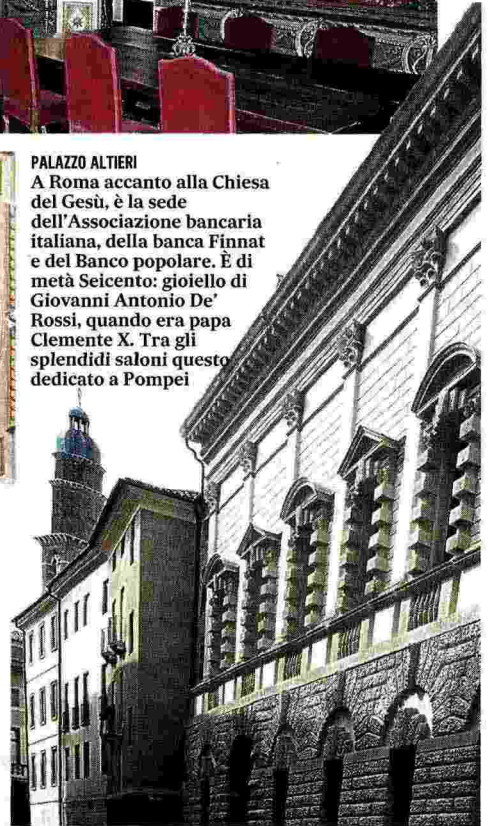 PALAZZO ALTIERI
A Roma accanto alla Chiesa
del Gesù, è la sede
dell'Associazione bancaria
italiana, della banca Finnat
e del Banco popolare. È di
metà Seicento: gioiello di
Giovanni Antonio De'
Rossi, quando era papa
Clemente X. Tra gli
splendidi saloni questo
dedicato a Pompei